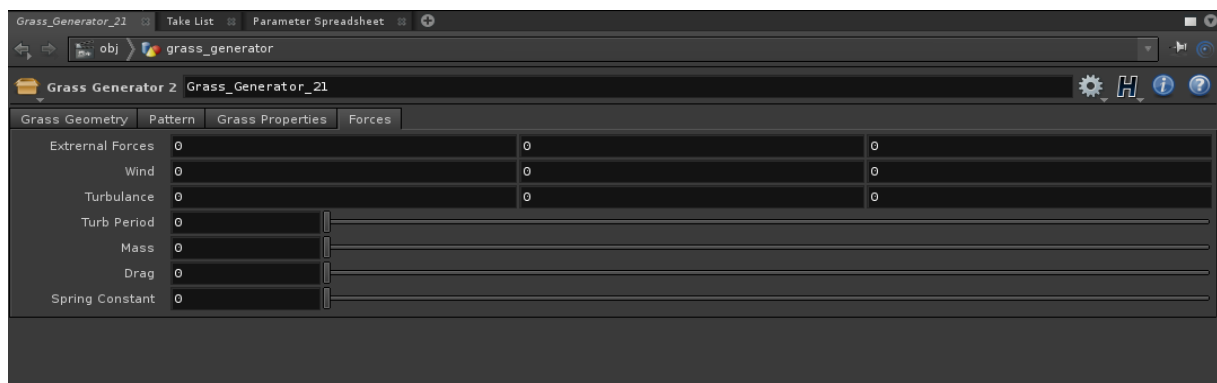 Grass_Generator_21 Take List Parameter Spreadsheet
obj grass_generator
Grass Generator 2 Grass_Generator_21
Grass Geometry Pattern Grass Properties Forces
Extrernal Forces 0 0 0
Wind 0 0 0
Turbulance 0 0 0
Turb Period 0
Mass 0
Drag 0
Spring Constant 0